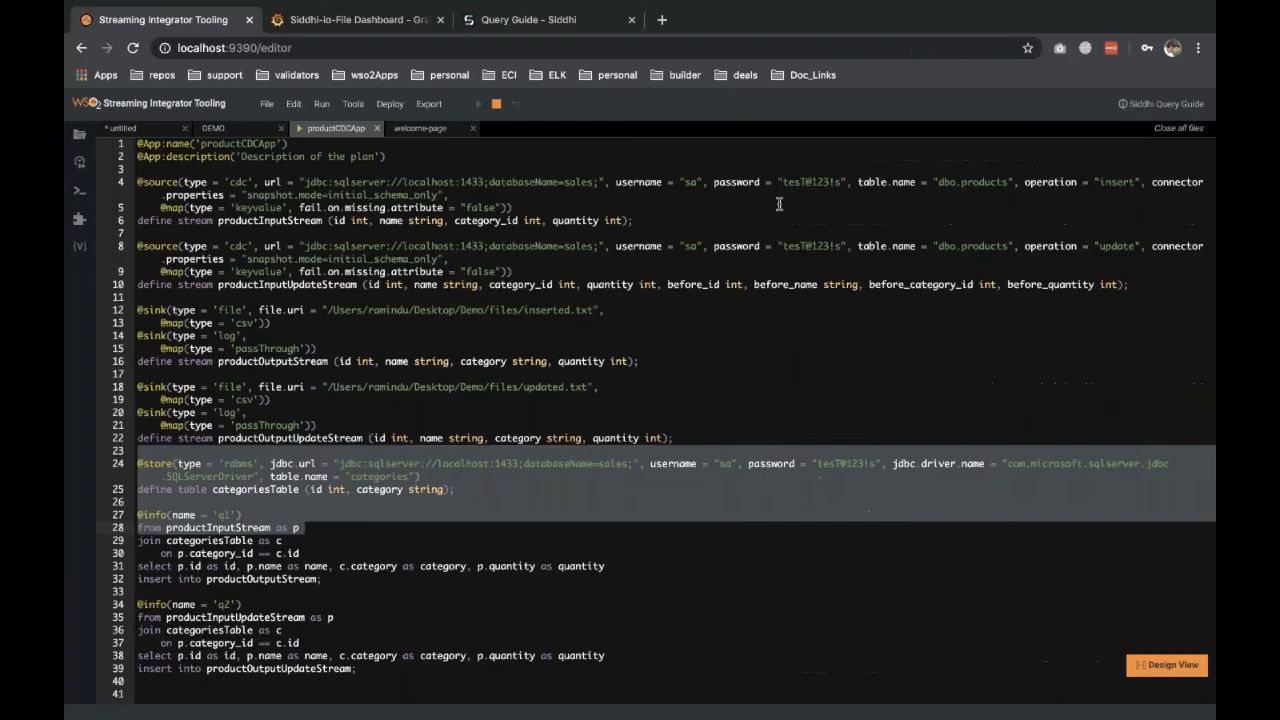 Streaming Integrator Tooling
Siddhi-io-File Dashboard - Gra
Query Guide - Siddhi
localhost:9390/editor
Apps repos support validators wso2Apps personal ECI ELK personal builder deals Doc_Links
WSO2 Streaming Integrator Tooling File Edit Run Tools Deploy Export Siddhi Query Guide
* untitled DEMO productCDCApp welcome-page Close all files
1 @App:name('productCDCApp')
2 @App:description('Description of the plan')
3
4 @source(type = 'cdc', url = "jdbc:sqlserver://localhost:1433;databaseName=sales;", username = "sa", password = "tesT@123!s", table.name = "dbo.products", operation = "insert", connector
.properties = "snapshot.mode=initial_schema_only",
5 @map(type = 'keyvalue', fail.on.missing.attribute = "false"))
6 define stream productInputStream (id int, name string, category_id int, quantity int);
7
8 @source(type = 'cdc', url = "jdbc:sqlserver://localhost:1433;databaseName=sales;", username = "sa", password = "tesT@123!s", table.name = "dbo.products", operation = "update", connector
.properties = "snapshot.mode=initial_schema_only",
9 @map(type = 'keyvalue', fail.on.missing.attribute = "false"))
10 define stream productInputUpdateStream (id int, name string, category_id int, quantity int, before_id int, before_name string, before_category_id int, before_quantity int);
11
12 @sink(type = 'file', file.uri = "/Users/ramindu/Desktop/Demo/files/inserted.txt",
13 @map(type = 'csv'))
14 @sink(type = 'log',
15 @map(type = 'passThrough'))
16 define stream productOutputStream (id int, name string, category string, quantity int);
17
18 @sink(type = 'file', file.uri = "/Users/ramindu/Desktop/Demo/files/updated.txt",
19 @map(type = 'csv'))
20 @sink(type = 'log',
21 @map(type = 'passThrough'))
22 define stream productOutputUpdateStream (id int, name string, category string, quantity int);
23
24 @store(type = 'rdbms', jdbc.url = "jdbc:sqlserver://localhost:1433;databaseName=sales;", username = "sa", password = "tesT@123!s", jdbc.driver.name = "com.microsoft.sqlserver.jdbc
.SQLServerDriver", table.name = "categories")
25 define table categoriesTable (id int, category string);
26
27 @info(name = 'q1')
28 from productInputStream as p
29 join categoriesTable as c
30 on p.category_id == c.id
31 select p.id as id, p.name as name, c.category as category, p.quantity as quantity
32 insert into productOutputStream;
33
34 @info(name = 'q2')
35 from productInputUpdateStream as p
36 join categoriesTable as c
37 on p.category_id == c.id
38 select p.id as id, p.name as name, c.category as category, p.quantity as quantity
39 insert into productOutputUpdateStream;
40
41
Design View